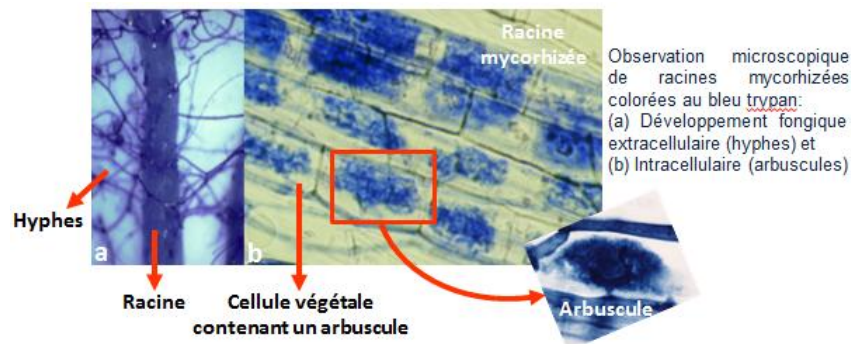 Racine
mycorhizée
Observation microscopique
de racines mycorhizées
colorées au bleu trypan:
(a) Développement fongique
extracellulaire (hyphes) et
(b) Intracellulaire (arbuscules)
Hyphes
a
b
Racine
Cellule végétale
contenant un arbuscule
Arbuscule